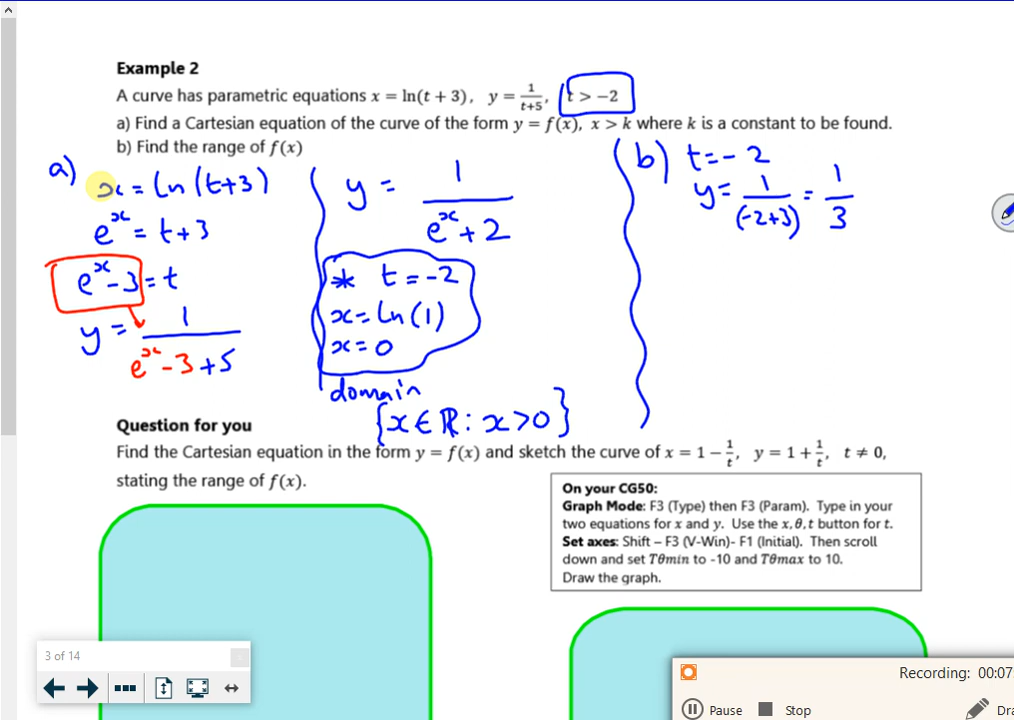 Example 2
A curve has parametric equations x = ln(t + 3), y = 1/(t+5), t > −2
a) Find a Cartesian equation of the curve of the form y = f(x), x > k where k is a constant to be found.
b) Find the range of f(x)
a) x = ln(t+3)
e^x = t+3
e^x - 3 = t
y = 1/(e^x - 3 + 5)
y = 1/(e^x + 2)
* t = -2
x = ln(1)
x = 0
domain
{x ∈ ℝ : x > 0}
b) t = -2
y = 1/(-2+3) = 1/3
Question for you
Find the Cartesian equation in the form y = f(x) and sketch the curve of x = 1 − 1/t, y = 1 + 1/t, t ≠ 0,
stating the range of f(x).
On your CG50:
Graph Mode: F3 (Type) then F3 (Param). Type in your
two equations for x and y. Use the x,θ,t button for t.
Set axes: Shift – F3 (V-Win)- F1 (Initial). Then scroll
down and set Tθmin to -10 and Tθmax to 10.
Draw the graph.
3 of 14
Recording: 00:07
Pause Stop Dra